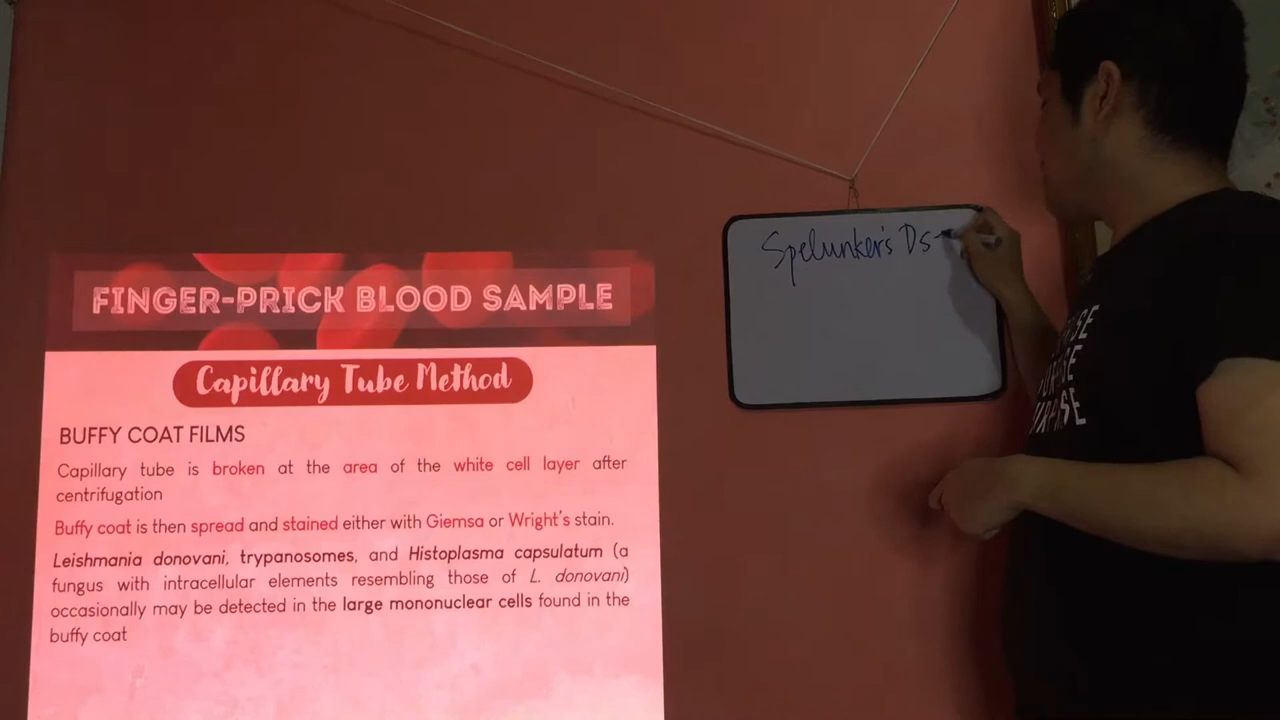 FINGER-PRICK BLOOD SAMPLE
Capillary Tube Method
BUFFY COAT FILMS
Capillary tube is broken at the area of the white cell layer after
centrifugation
Buffy coat is then spread and stained either with Giemsa or Wright's stain.
Leishmania donovani, trypanosomes, and Histoplasma capsulatum (a
fungus with intracellular elements resembling those of L. donovani)
occasionally may be detected in the large mononuclear cells found in the
buffy coat
Spelunker's Ds